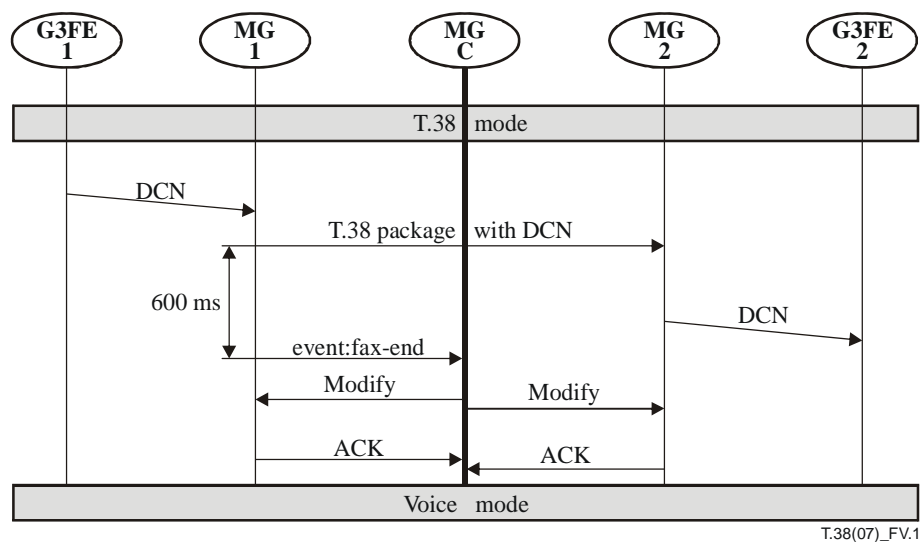 G3FE
1
MG
1
MG
C
MG
2
G3FE
2
T.38 mode
DCN
T.38 package with DCN
600 ms
DCN
event:fax-end
Modify
Modify
ACK
ACK
Voice mode
T.38(07)_FV.1